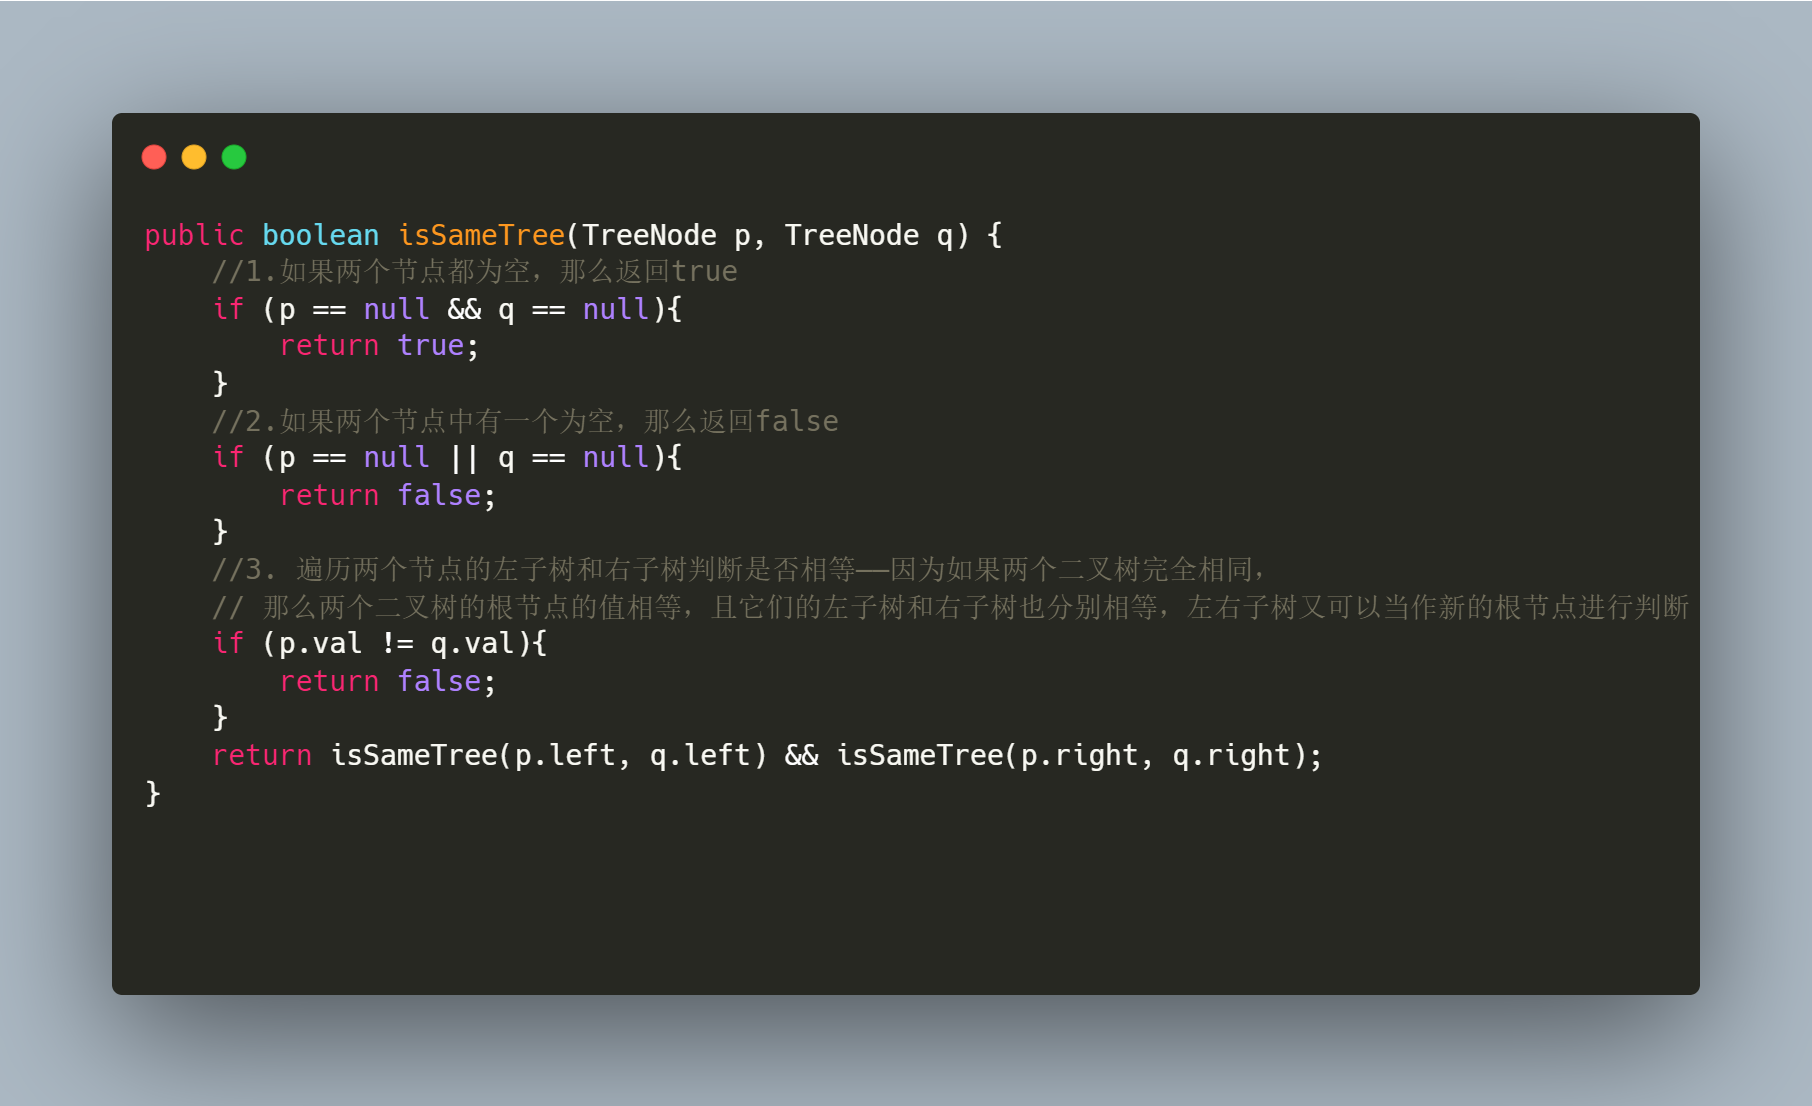 public boolean isSameTree(TreeNode p, TreeNode q) {
    //1.如果两个节点都为空，那么返回true
    if (p == null && q == null){
        return true;
    }
    //2.如果两个节点中有一个为空，那么返回false
    if (p == null || q == null){
        return false;
    }
    //3. 遍历两个节点的左子树和右子树判断是否相等——因为如果两个二叉树完全相同，
    // 那么两个二叉树的根节点的值相等，且它们的左子树和右子树也分别相等，左右子树又可以当作新的根节点进行判断
    if (p.val != q.val){
        return false;
    }
    return isSameTree(p.left, q.left) && isSameTree(p.right, q.right);
}